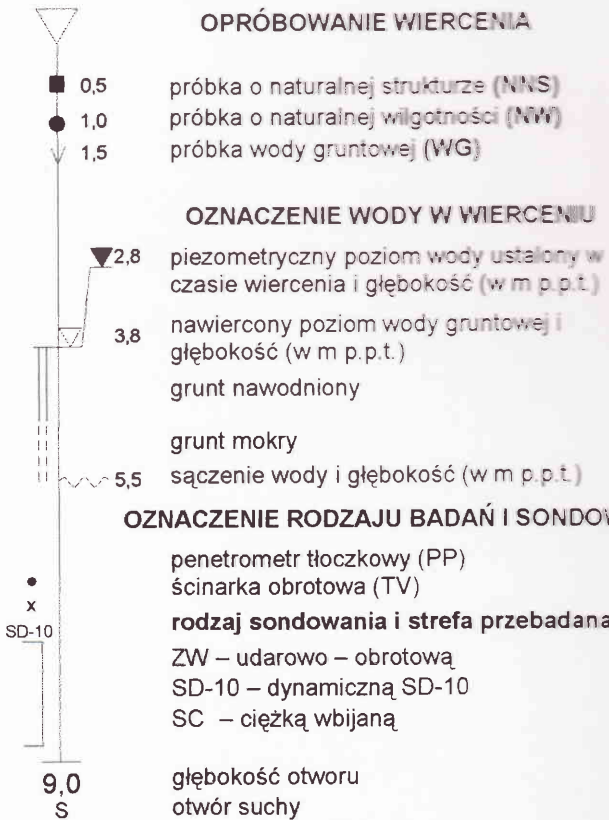 OPRÓBOWANIE WIERCENIA
0,5 próbka o naturalnej strukturze (NNS)
1,0 próbka o naturalnej wilgotności (NW)
1,5 próbka wody gruntowej (WG)
OZNACZENIE WODY W WIERCENIU
2,8 piezometryczny poziom wody ustalony w
czasie wiercenia i głębokość (w m p.p.t.)
3,8 nawiercony poziom wody gruntowej i
głębokość (w m p.p.t.)
grunt nawodniony
grunt mokry
5,5 sączenie wody i głębokość (w m p.p.t.)
OZNACZENIE RODZAJU BADAŃ I SONDOW
penetrometr tłoczkowy (PP)
x ścinarka obrotowa (TV)
SD-10 rodzaj sondowania i strefa przebadana
ZW – udarowo – obrotową
SD-10 – dynamiczną SD-10
SC – ciężką wbijaną
9,0 głębokość otworu
S otwór suchy